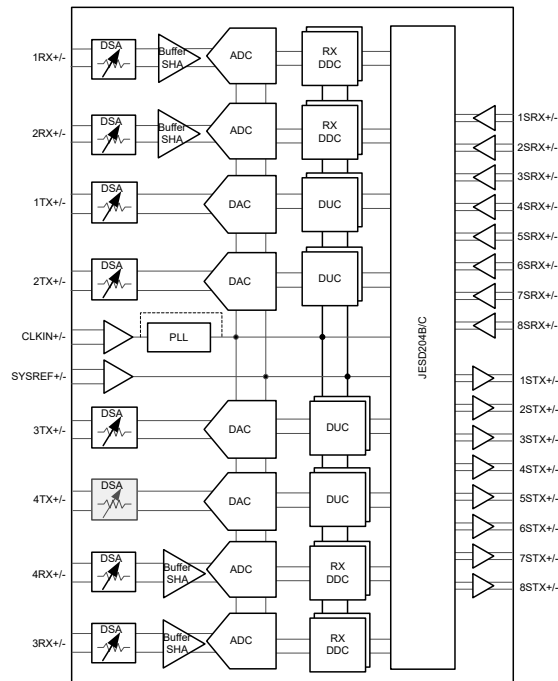 1RX+/-
DSA
Buffer
SHA
ADC
RX
DDC
2RX+/-
DSA
Buffer
SHA
ADC
RX
DDC
1TX+/-
DSA
DAC
DUC
2TX+/-
DSA
DAC
DUC
CLKIN+/-
PLL
SYSREF+/-
3TX+/-
DSA
DAC
DUC
4TX+/-
DSA
DAC
DUC
4RX+/-
DSA
Buffer
SHA
ADC
RX
DDC
3RX+/-
DSA
Buffer
SHA
ADC
RX
DDC
JESD204B/C
1SRX+/-
2SRX+/-
3SRX+/-
4SRX+/-
5SRX+/-
6SRX+/-
7SRX+/-
8SRX+/-
1STX+/-
2STX+/-
3STX+/-
4STX+/-
5STX+/-
6STX+/-
7STX+/-
8STX+/-